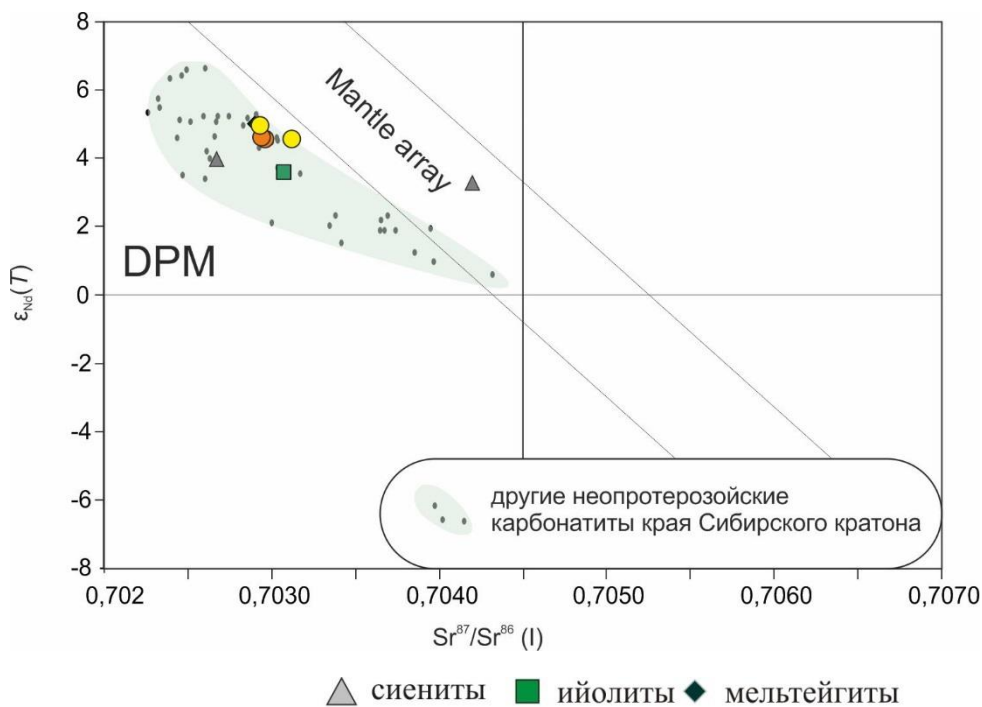 8
6
4
2
0
-2
-4
-6
-8
εNd(T)
Mantle array
DPM
другие неопротерозойские
карбонатиты края Сибирского кратона
0,702 0,7030 0,7040 0,7050 0,7060 0,7070
Sr⁸⁷/Sr⁸⁶ (I)
сиениты ийолиты мельтейгиты